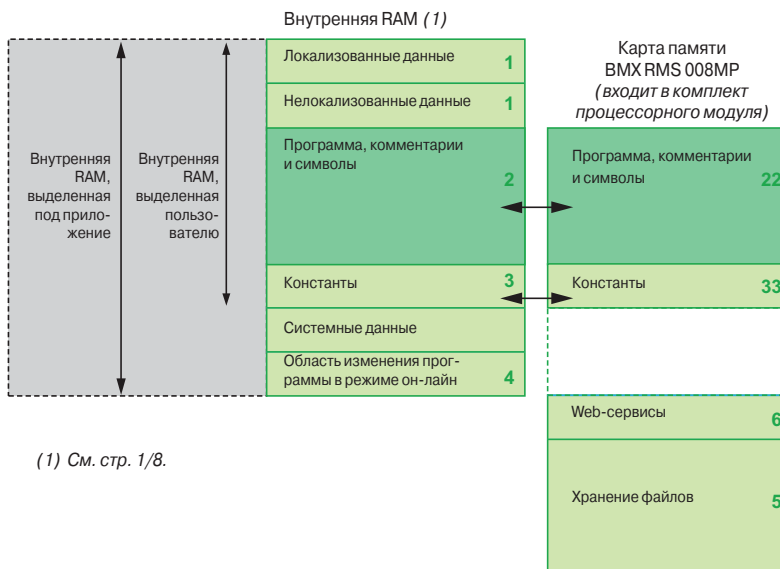 Внутренняя RAM (1)
Локализованные данные 1
Нелокализованные данные 1
Программа, комментарии
и символы
2
Константы 3
Системные данные
Область изменения прог-
раммы в режиме он-лайн 4
Внутренняя
RAM,
выделенная
под прило-
жение
Внутренняя
RAM,
выделенная
пользо-
вателю
Карта памяти
BMX RMS 008MP
(входит в комплект
процессорного модуля)
Программа, комментарии
и символы 22
Константы 33
Web-сервисы 6
Хранение файлов 5
(1) См. стр. 1/8.